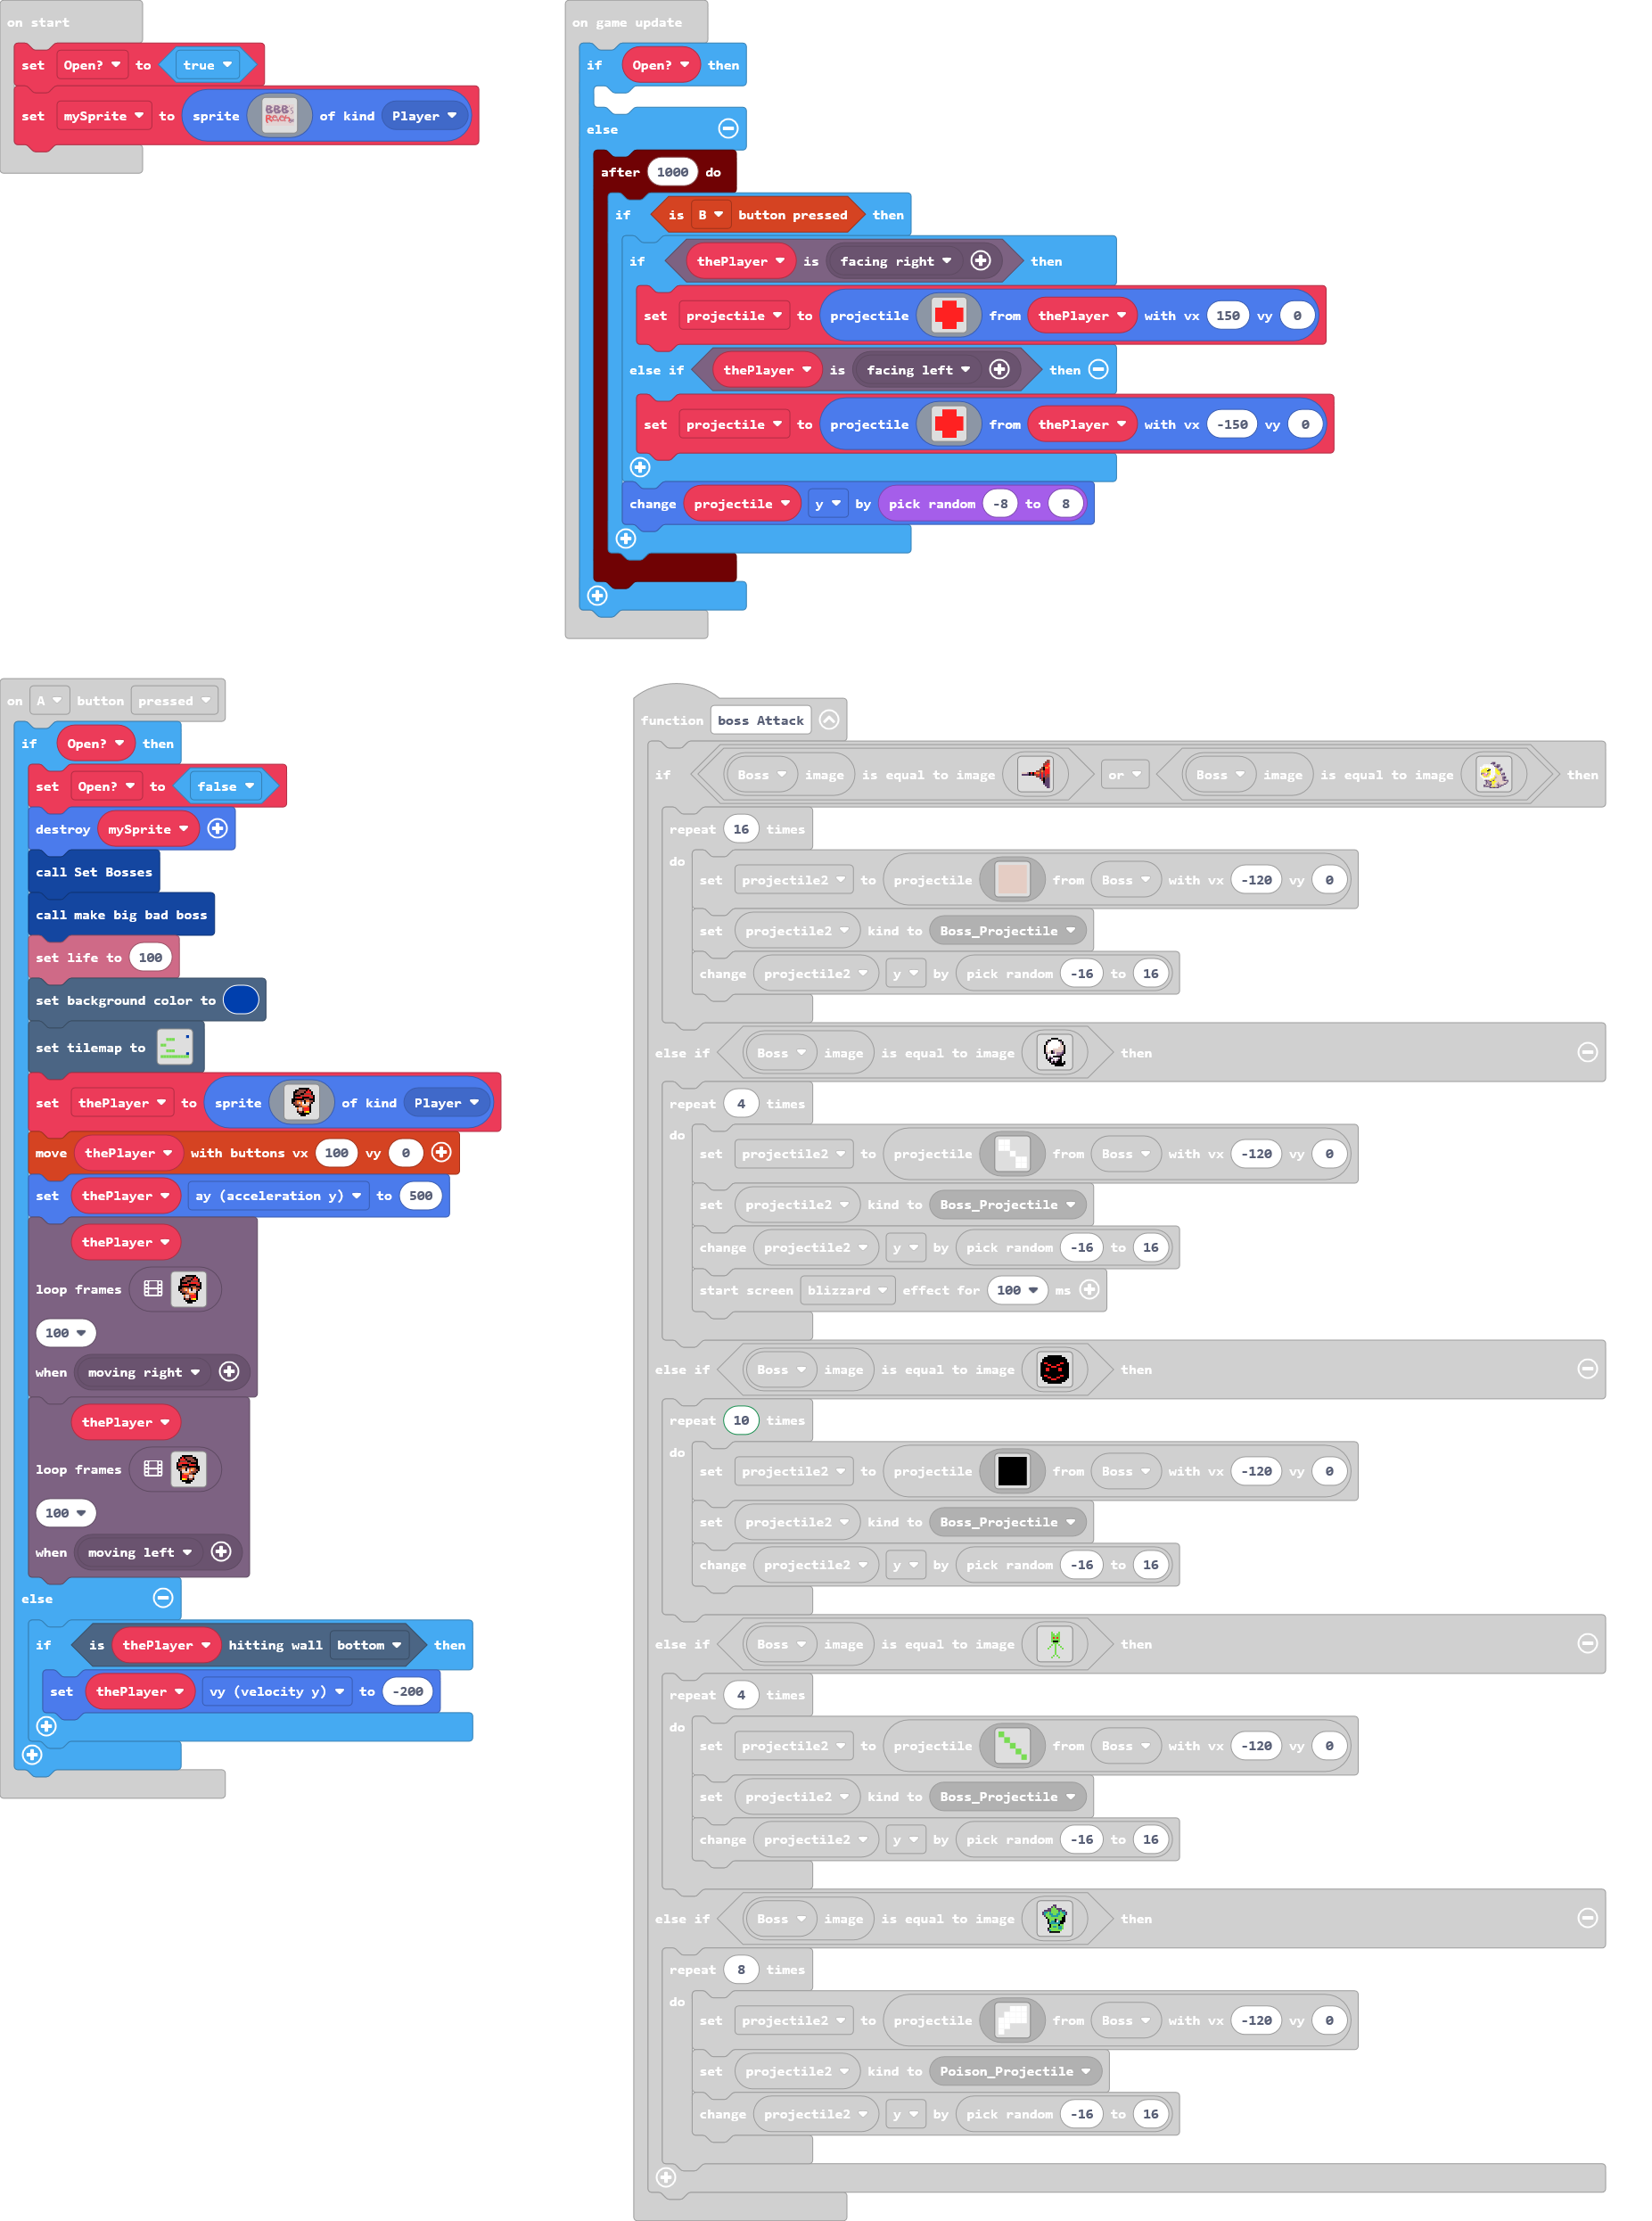 on start
set Open? to true
set mySprite to sprite of kind Player
on game update
if Open? then
else
after 1000 do
if is B button pressed then
if thePlayer is facing right then
set projectile to projectile from thePlayer with vx 150 vy 0
else if thePlayer is facing left then
set projectile to projectile from thePlayer with vx -150 vy 0
change projectile y by pick random -8 to 8
on A button pressed
if Open? then
set Open? to false
destroy mySprite
call Set Bosses
call make big bad boss
set life to 100
set background color to
set tilemap to
set thePlayer to sprite of kind Player
move thePlayer with buttons vx 100 vy 0
set thePlayer ay (acceleration y) to 500
thePlayer
loop frames
100
when moving right
thePlayer
loop frames
100
when moving left
else
if is thePlayer hitting wall bottom then
set thePlayer vy (velocity y) to -200
function boss Attack
if Boss image is equal to image or Boss image is equal to image then
repeat 16 times
do
set projectile2 to projectile from Boss with vx -120 vy 0
set projectile2 kind to Boss_Projectile
change projectile2 y by pick random -16 to 16
else if Boss image is equal to image then
repeat 4 times
do
set projectile2 to projectile from Boss with vx -120 vy 0
set projectile2 kind to Boss_Projectile
change projectile2 y by pick random -16 to 16
start screen blizzard effect for 100 ms
else if Boss image is equal to image then
repeat 10 times
do
set projectile2 to projectile from Boss with vx -120 vy 0
set projectile2 kind to Boss_Projectile
change projectile2 y by pick random -16 to 16
else if Boss image is equal to image then
repeat 4 times
do
set projectile2 to projectile from Boss with vx -120 vy 0
set projectile2 kind to Boss_Projectile
change projectile2 y by pick random -16 to 16
else if Boss image is equal to image then
repeat 8 times
do
set projectile2 to projectile from Boss with vx -120 vy 0
set projectile2 kind to Poison_Projectile
change projectile2 y by pick random -16 to 16